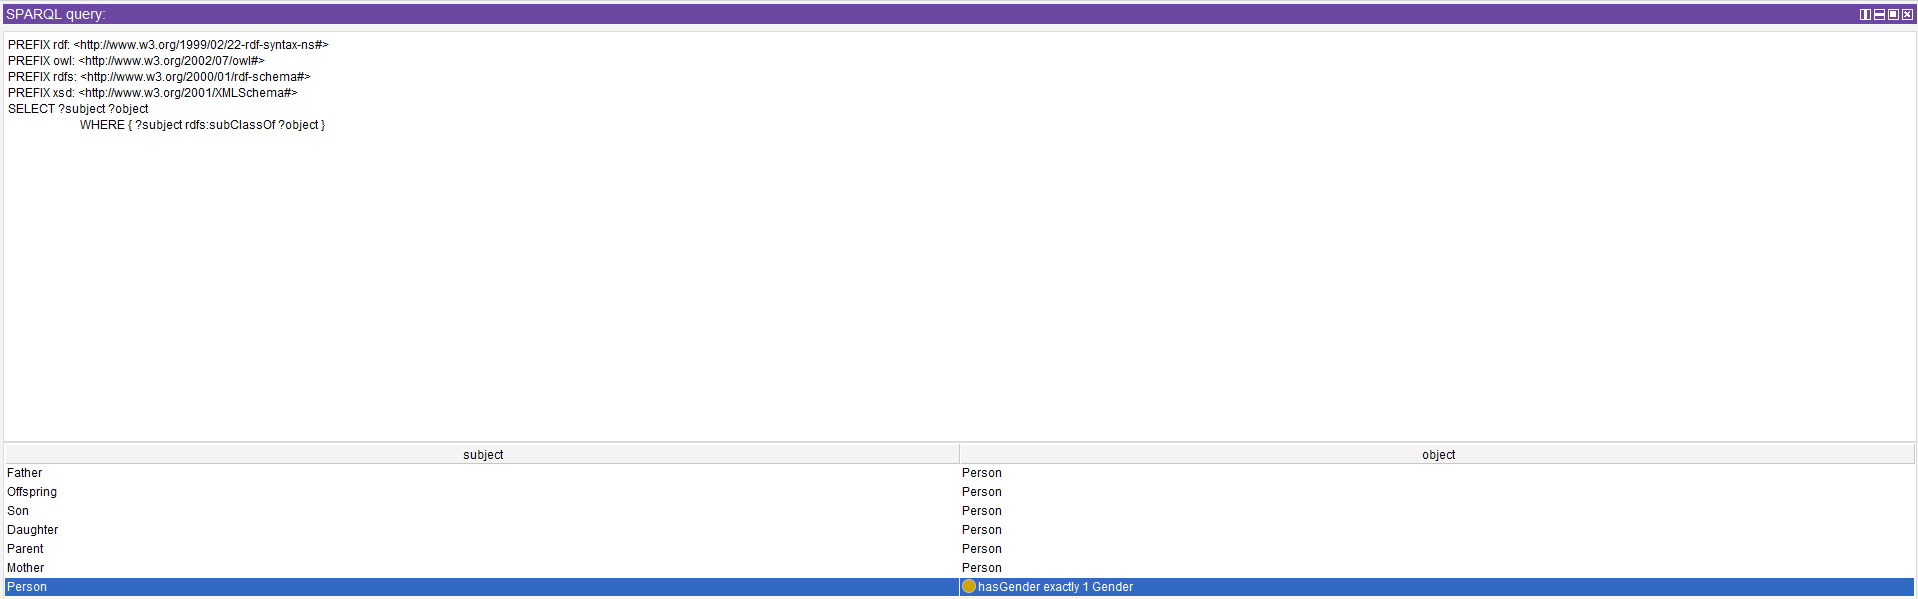 SPARQL query:
PREFIX rdf: <http://www.w3.org/1999/02/22-rdf-syntax-ns#>
PREFIX owl: <http://www.w3.org/2002/07/owl#>
PREFIX rdfs: <http://www.w3.org/2000/01/rdf-schema#>
PREFIX xsd: <http://www.w3.org/2001/XMLSchema#>
SELECT ?subject ?object
WHERE { ?subject rdfs:subClassOf ?object }
subject object
Father Person
Offspring Person
Son Person
Daughter Person
Parent Person
Mother Person
Person hasGender exactly 1 Gender